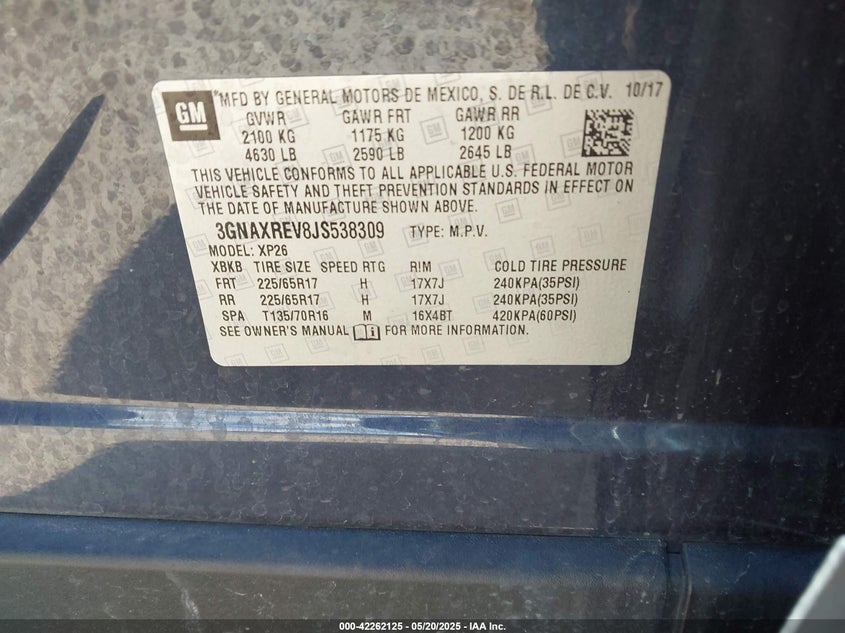 GM *MFD BY GENERAL MOTORS DE MEXICO, S. DE R.L. DE C.V. 10/17
GVWR GAWR FRT GAWR RR
2100 KG 1175 KG 1200 KG
4630 LB 2590 LB 2645 LB
THIS VEHICLE CONFORMS TO ALL APPLICABLE U.S. FEDERAL MOTOR
VEHICLE SAFETY AND THEFT PREVENTION STANDARDS IN EFFECT ON
THE DATE OF MANUFACTURE SHOWN ABOVE.
3GNAXREV8JS538309 TYPE: M.P.V.
MODEL: XP26
XBKB TIRE SIZE SPEED RTG RIM COLD TIRE PRESSURE
FRT 225/65R17 H 17X7J 240KPA(35PSI)
RR 225/65R17 H 17X7J 240KPA(35PSI)
SPA T135/70R16 M 16X4BT 420KPA(60PSI)
SEE OWNER'S MANUAL FOR MORE INFORMATION.
000-42262125 - 05/20/2025 - IAA Inc.